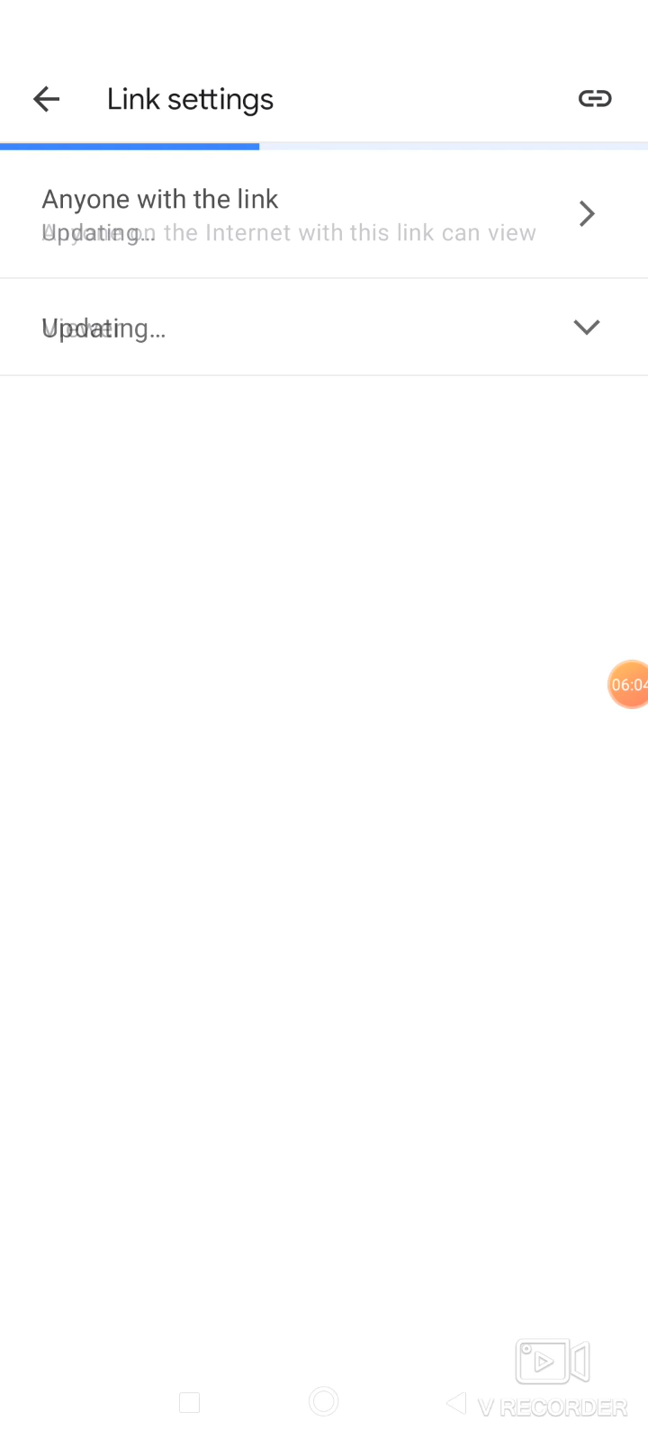 Link settings
Anyone with the link
Updating...
Anyone on the Internet with this link can view
Updating...
Viewer
06:04
V RECORDER